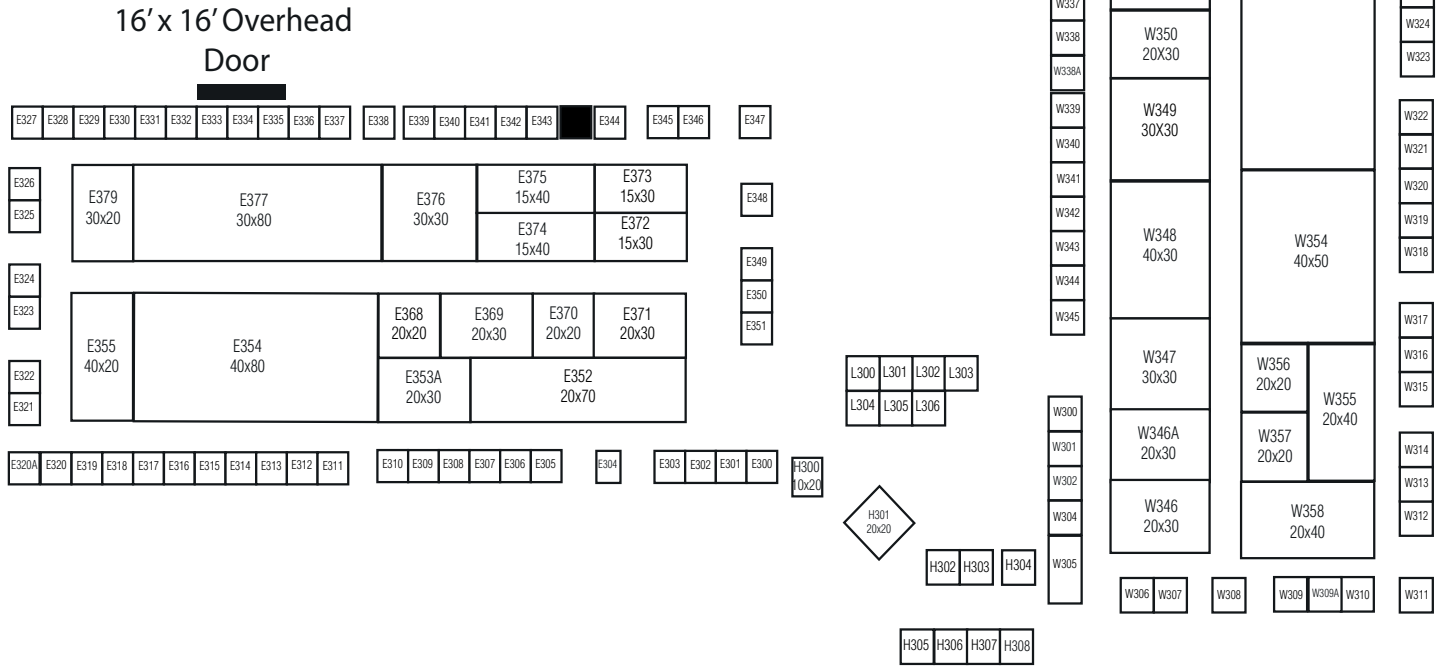 16’ x 16’ Overhead
Door
E327 E328 E329 E330 E331 E332 E333 E334 E335 E336 E337 E338 E339 E340 E341 E342 E343 E344 E345 E346 E347
E326
E325
E379
30x20
E377
30x80
E376
30x30
E375
15x40
E373
15x30
E374
15x40
E372
15x30
E348
E324
E323
E349
E350
E351
E355
40x20
E354
40x80
E368
20x20
E369
20x30
E370
20x20
E371
20x30
E353A
20x30
E352
20x70
E322
E321
E320A E320 E319 E318 E317 E316 E315 E314 E313 E312 E311 E310 E309 E308 E307 E306 E305 E304 E303 E302 E301 E300
H300
10x20
L300 L301 L302 L303
L304 L305 L306
H301
20x20
H302 H303 H304
H305 H306 H307 H308
W337
W338
W338A
W339
W340
W341
W342
W343
W344
W345
W300
W301
W302
W304
W305
W350
20X30
W349
30X30
W348
40x30
W347
30x30
W346A
20x30
W346
20x30
W354
40x50
W356
20x20
W355
20x40
W357
20x20
W358
20x40
W324
W323
W322
W321
W320
W319
W318
W317
W316
W315
W314
W313
W312
W306 W307 W308 W309 W309A W310 W311